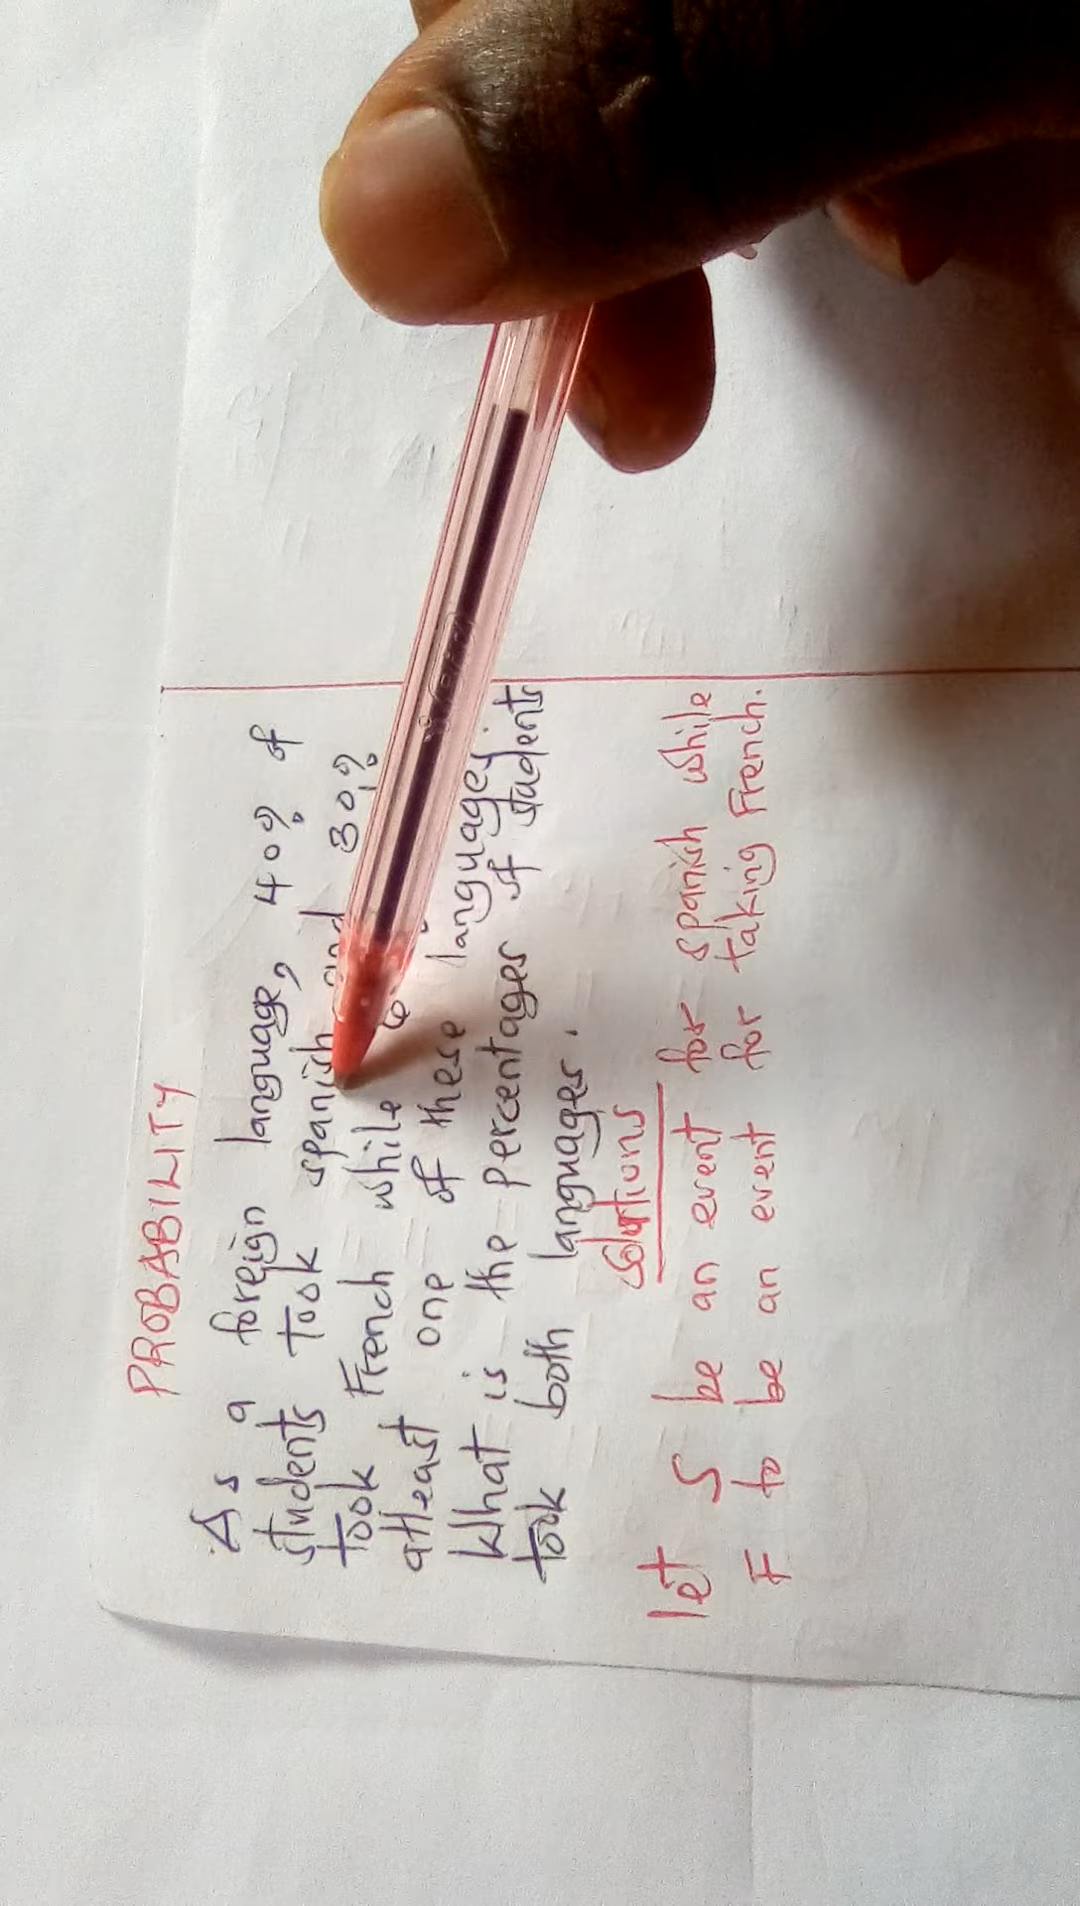 PROBABILITY
As a foreign language, 40% of
students took spanish and 30%
took French while
atleast one of these languages.
What is the percentages of students
took both languages.
solutions
let S be an event for spanish while
F to be an event for taking French.